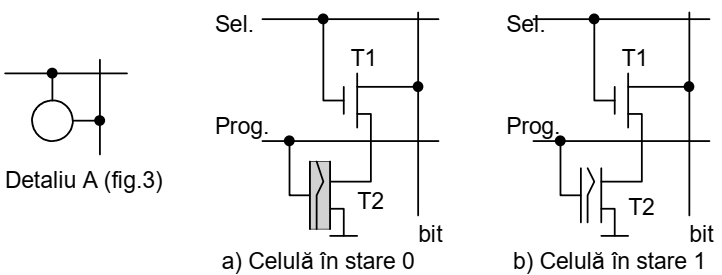 Sel.
T1
Prog.
T2
bit
a) Celulă în stare 0
Sel.
T1
Prog.
T2
bit
b) Celulă în stare 1
Detaliu A (fig.3)